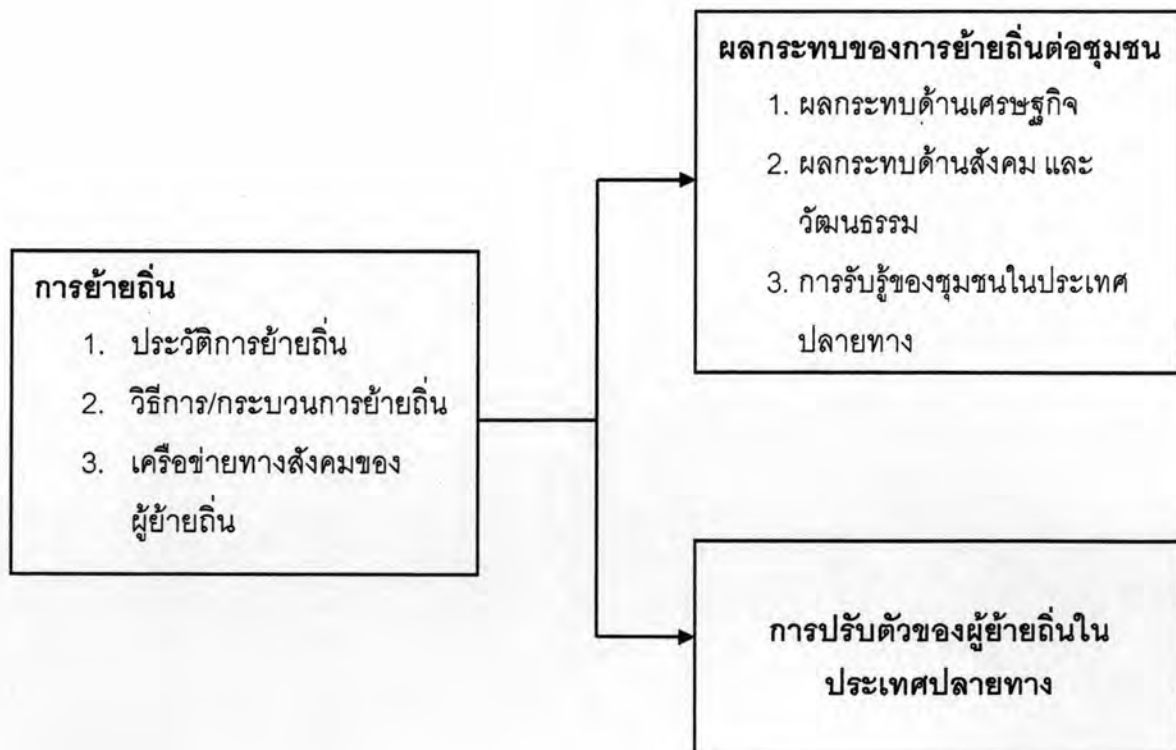 ผลกระทบของการย้ายถิ่นต่อชุมชน
1. ผลกระทบด้านเศรษฐกิจ
2. ผลกระทบด้านสังคม และ
วัฒนธรรม
3. การรับรู้ของชุมชนในประเทศ
ปลายทาง
การย้ายถิ่น
1. ประวัติการย้ายถิ่น
2. วิธีการ/กระบวนการย้ายถิ่น
3. เครือข่ายทางสังคมของ
ผู้ย้ายถิ่น
การปรับตัวของผู้ย้ายถิ่นใน
ประเทศปลายทาง